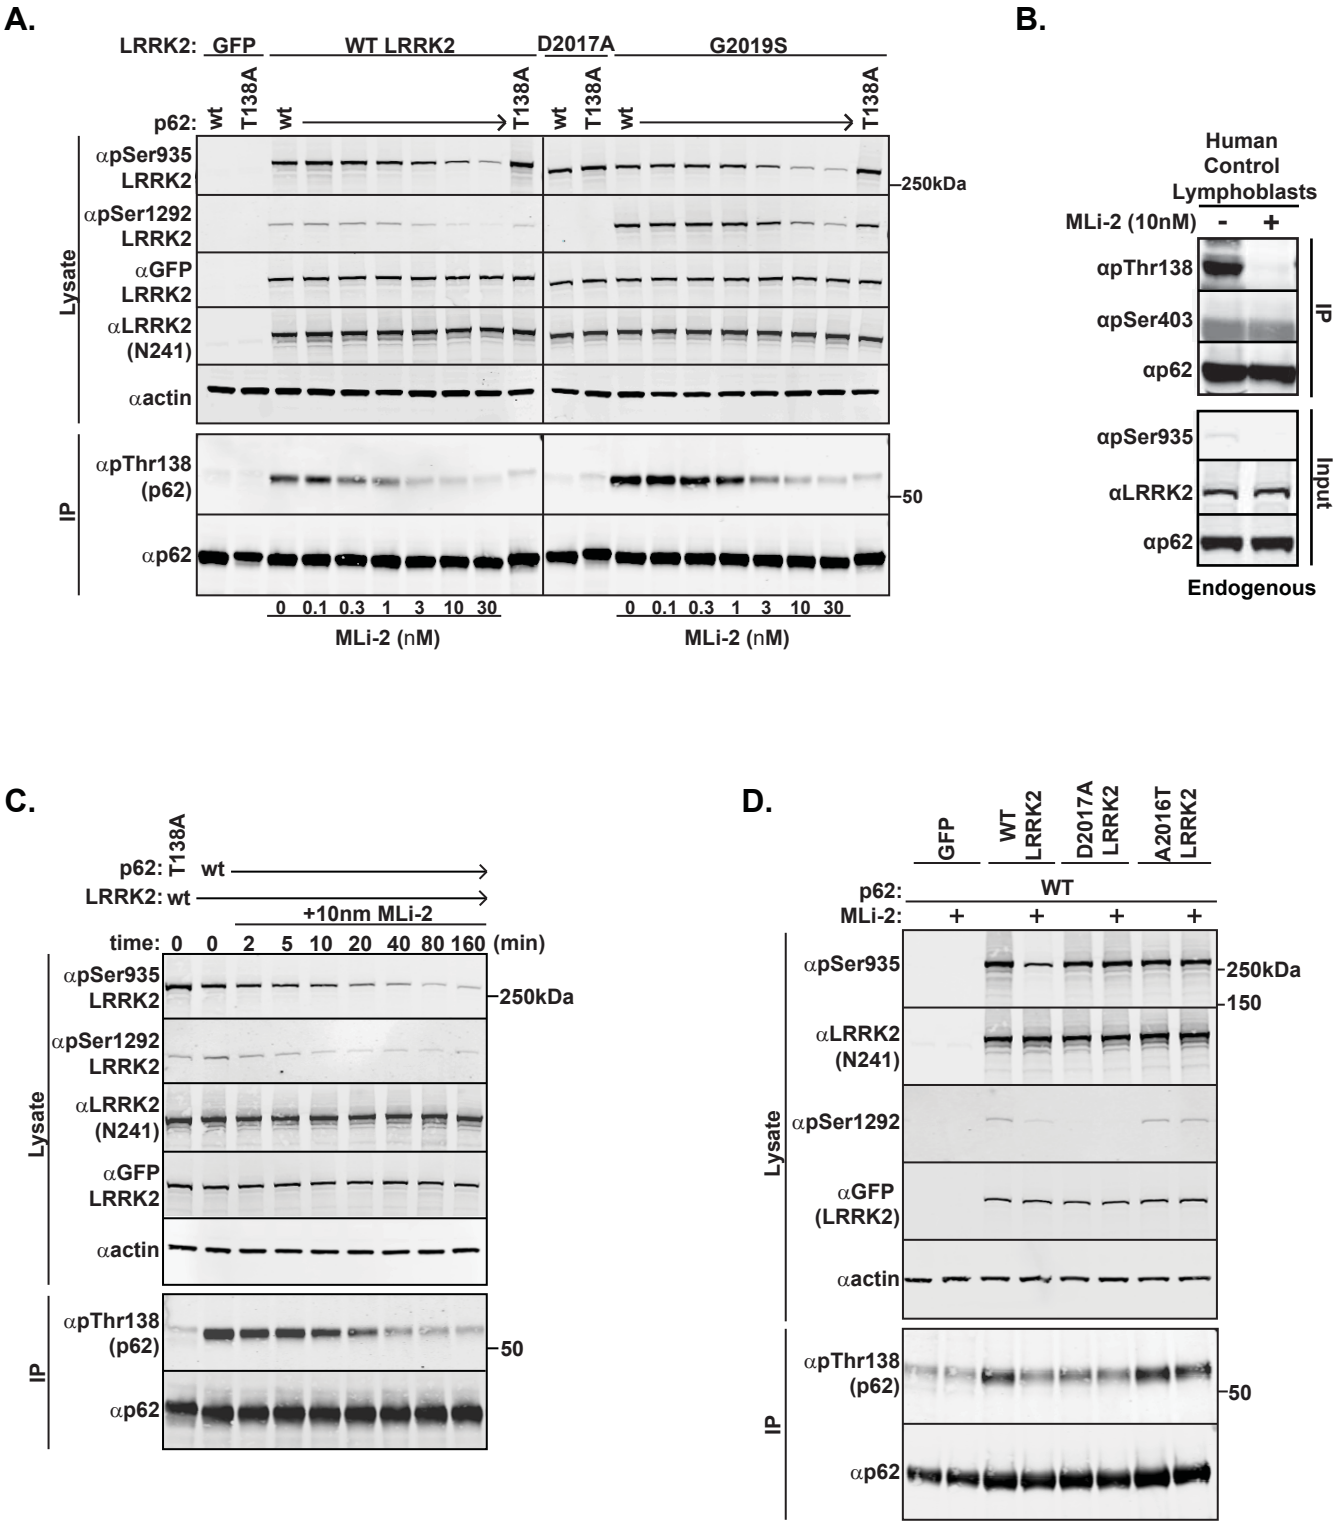 A.
LRRK2: GFP WT LRRK2 D2017A G2019S
p62: wt T138A wt T138A wt T138A wt T138A
Lysate
αpSer935
LRRK2
250kDa
αpSer1292
LRRK2
αGFP
LRRK2
αLRRK2
(N241)
αactin
IP
αpThr138
(p62)
50
αp62
0 0.1 0.3 1 3 10 30 0 0.1 0.3 1 3 10 30
MLi-2 (nM) MLi-2 (nM)
B.
Human
Control
Lymphoblasts
MLi-2 (10nM) - +
αpThr138
αpSer403
αp62
IP
αpSer935
αLRRK2
αp62
Input
Endogenous
C.
p62: T138A wt
LRRK2: wt
+10nm MLi-2
time: 0 0 2 5 10 20 40 80 160 (min)
Lysate
αpSer935
LRRK2
250kDa
αpSer1292
LRRK2
αLRRK2
(N241)
αGFP
LRRK2
αactin
IP
αpThr138
(p62)
50
αp62
D.
GFP WT LRRK2 D2017A LRRK2 A2016T LRRK2
p62: WT
MLi-2: + + + +
Lysate
αpSer935
250kDa
150
αLRRK2
(N241)
αpSer1292
αGFP
(LRRK2)
αactin
IP
αpThr138
(p62)
50
αp62